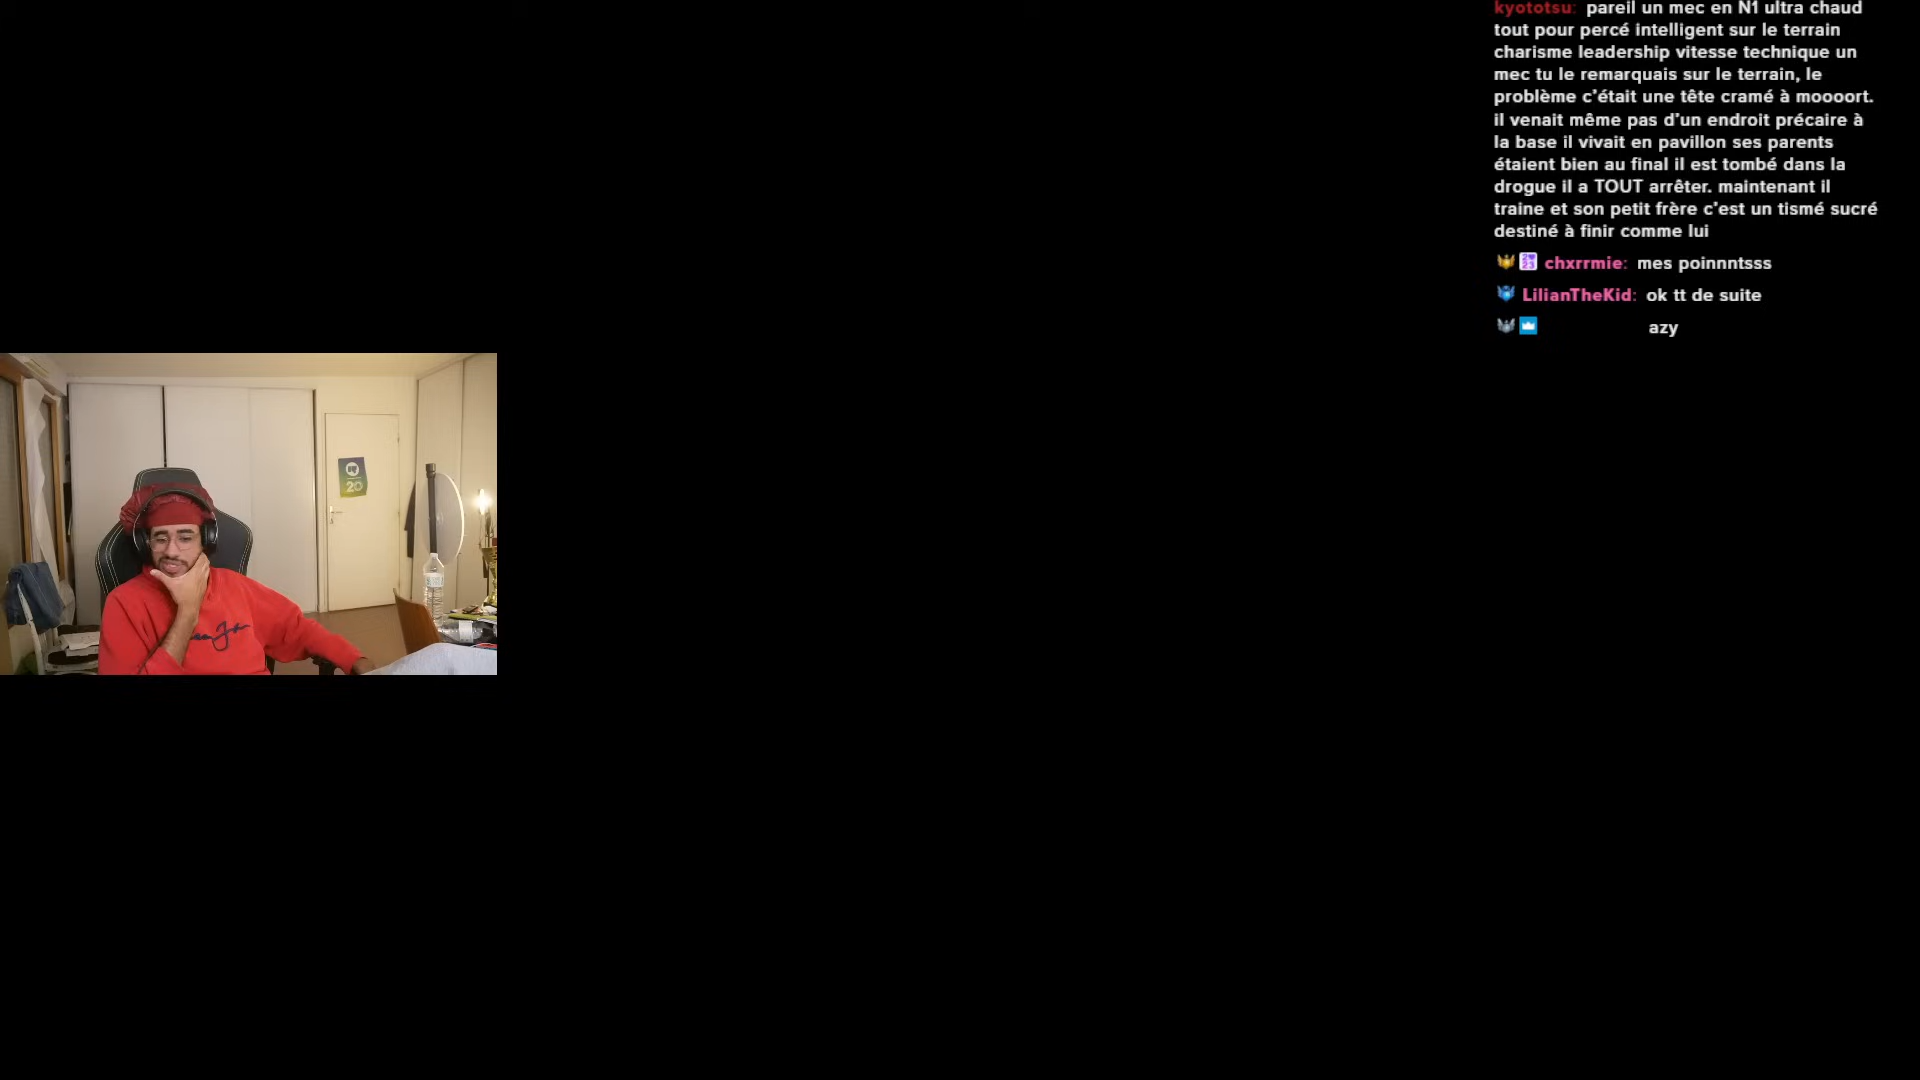 kyototsu: pareil un mec en N1 ultra chaud
tout pour percé intelligent sur le terrain
charisme leadership vitesse technique un
mec tu le remarquais sur le terrain, le
problème c'était une tête cramé à moooort.
il venait même pas d'un endroit précaire à
la base il vivait en pavillon ses parents
étaient bien au final il est tombé dans la
drogue il a TOUT arrêter. maintenant il
traine et son petit frère c'est un tismé sucré
destiné à finir comme lui
chxrrmie: mes poinnntsss
LilianTheKid: ok tt de suite
azy
20